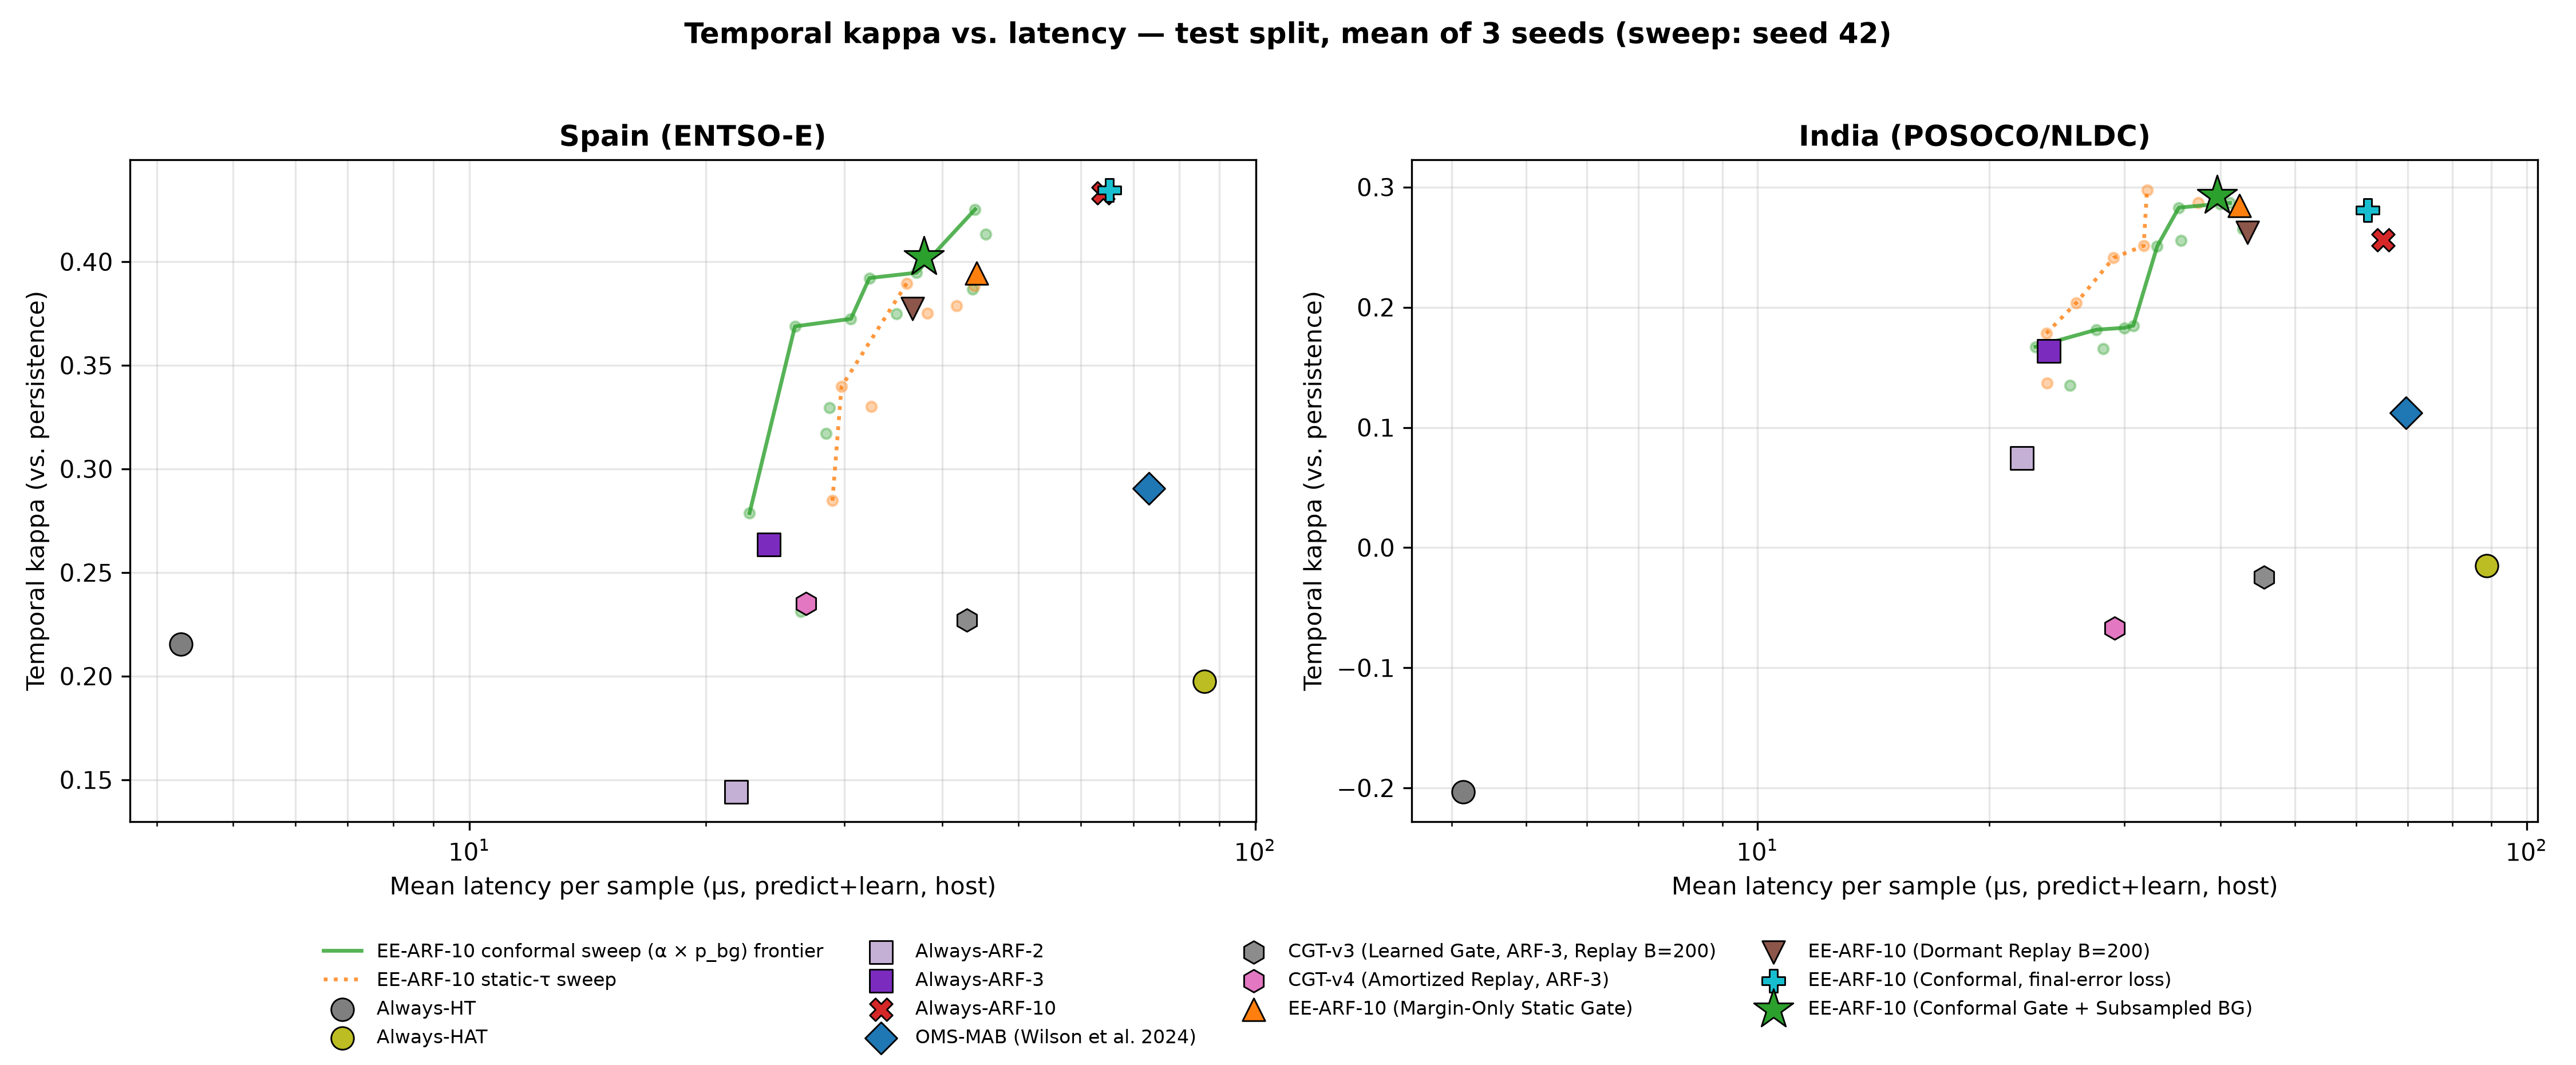 Temporal kappa vs. latency — test split, mean of 3 seeds (sweep: seed 42)
Spain (ENTSO-E)
Temporal kappa (vs. persistence)
0.40
0.35
0.30
0.25
0.20
0.15
10¹
10²
Mean latency per sample (µs, predict+learn, host)
India (POSOCO/NLDC)
Temporal kappa (vs. persistence)
0.3
0.2
0.1
0.0
−0.1
−0.2
10¹
10²
Mean latency per sample (µs, predict+learn, host)
EE-ARF-10 conformal sweep (α × p_bg) frontier
EE-ARF-10 static-τ sweep
Always-HT
Always-HAT
Always-ARF-2
Always-ARF-3
Always-ARF-10
OMS-MAB (Wilson et al. 2024)
CGT-v3 (Learned Gate, ARF-3, Replay B=200)
CGT-v4 (Amortized Replay, ARF-3)
EE-ARF-10 (Margin-Only Static Gate)
EE-ARF-10 (Dormant Replay B=200)
EE-ARF-10 (Conformal, final-error loss)
EE-ARF-10 (Conformal Gate + Subsampled BG)